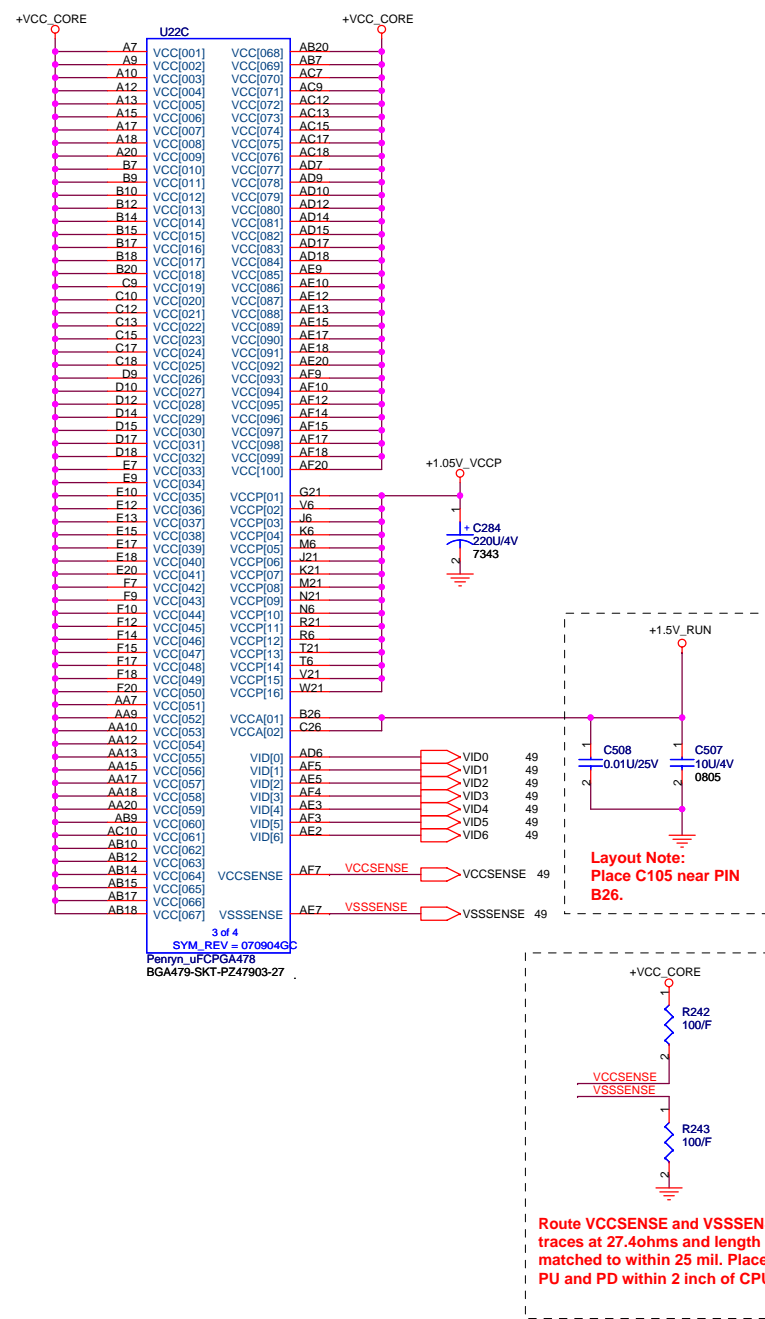 +VCC_CORE
+VCC_CORE
U22C
A7 VCC[001] VCC[068] AB20
A9 VCC[002] VCC[069] AB7
A10 VCC[003] VCC[070] AC7
A12 VCC[004] VCC[071] AC9
A13 VCC[005] VCC[072] AC12
A15 VCC[006] VCC[073] AC13
A17 VCC[007] VCC[074] AC15
A18 VCC[008] VCC[075] AC17
A20 VCC[009] VCC[076] AC18
B7 VCC[010] VCC[077] AD7
B9 VCC[011] VCC[078] AD9
B10 VCC[012] VCC[079] AD10
B12 VCC[013] VCC[080] AD12
B14 VCC[014] VCC[081] AD14
B15 VCC[015] VCC[082] AD15
B17 VCC[016] VCC[083] AD17
B18 VCC[017] VCC[084] AD18
B20 VCC[018] VCC[085] AE9
C9 VCC[019] VCC[086] AE10
C10 VCC[020] VCC[087] AE12
C12 VCC[021] VCC[088] AE13
C13 VCC[022] VCC[089] AE15
C15 VCC[023] VCC[090] AE17
C17 VCC[024] VCC[091] AE18
C18 VCC[025] VCC[092] AE20
D9 VCC[026] VCC[093] AF9
D10 VCC[027] VCC[094] AF10
D12 VCC[028] VCC[095] AF12
D14 VCC[029] VCC[096] AF14
D15 VCC[030] VCC[097] AF15
D17 VCC[031] VCC[098] AF17
D18 VCC[032] VCC[099] AF18
E7 VCC[033] VCC[100] AF20
E9 VCC[034]
E10 VCC[035] VCCP[01] G21
E12 VCC[036] VCCP[02] V6
E13 VCC[037] VCCP[03] J6
E15 VCC[038] VCCP[04] K6
E17 VCC[039] VCCP[05] M6
E18 VCC[040] VCCP[06] J21
E20 VCC[041] VCCP[07] K21
F7 VCC[042] VCCP[08] M21
F9 VCC[043] VCCP[09] N21
F10 VCC[044] VCCP[10] N6
F12 VCC[045] VCCP[11] R21
F14 VCC[046] VCCP[12] R6
F15 VCC[047] VCCP[13] T21
F17 VCC[048] VCCP[14] T6
F18 VCC[049] VCCP[15] V21
F20 VCC[050] VCCP[16] W21
AA7 VCC[051]
AA9 VCC[052] VCCA[01] B26
AA10 VCC[053] VCCA[02] C26
AA12 VCC[054]
AA13 VCC[055] VID[0] AD6 VID0 49
AA15 VCC[056] VID[1] AF5 VID1 49
AA17 VCC[057] VID[2] AE5 VID2 49
AA18 VCC[058] VID[3] AF4 VID3 49
AA20 VCC[059] VID[4] AE3 VID4 49
AB9 VCC[060] VID[5] AF3 VID5 49
AC10 VCC[061] VID[6] AE2 VID6 49
AB10 VCC[062]
AB12 VCC[063]
AB14 VCC[064] VCCSENSE AF7 VCCSENSE VCCSENSE 49
AB15 VCC[065]
AB17 VCC[066]
AB18 VCC[067] VSSSENSE AE7 VSSSENSE VSSSENSE 49
3 of 4
SYM_REV = 070904GC
Penryn_uFCPGA478
BGA479-SKT-PZ47903-27
.
+1.05V_VCCP
1
+ C284
220U/4V
7343
2
+1.5V_RUN
1 C508
0.01U/25V
2
1 C507
10U/4V
0805
2
Layout Note:
Place C105 near PIN
B26.
+VCC_CORE
1
R242
100/F
2
VCCSENSE
VSSSENSE
1
R243
100/F
2
Route VCCSENSE and VSSSEN
traces at 27.4ohms and length
matched to within 25 mil. Place
PU and PD within 2 inch of CPU